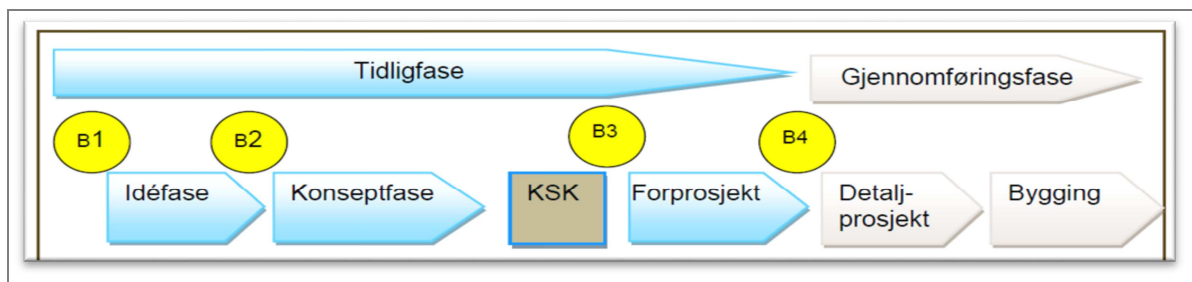 Tidligfase
Gjennomføringsfase
B1
B2
B3
B4
Idéfase
Konseptfase
KSK
Forprosjekt
Detalj-
prosjekt
Bygging